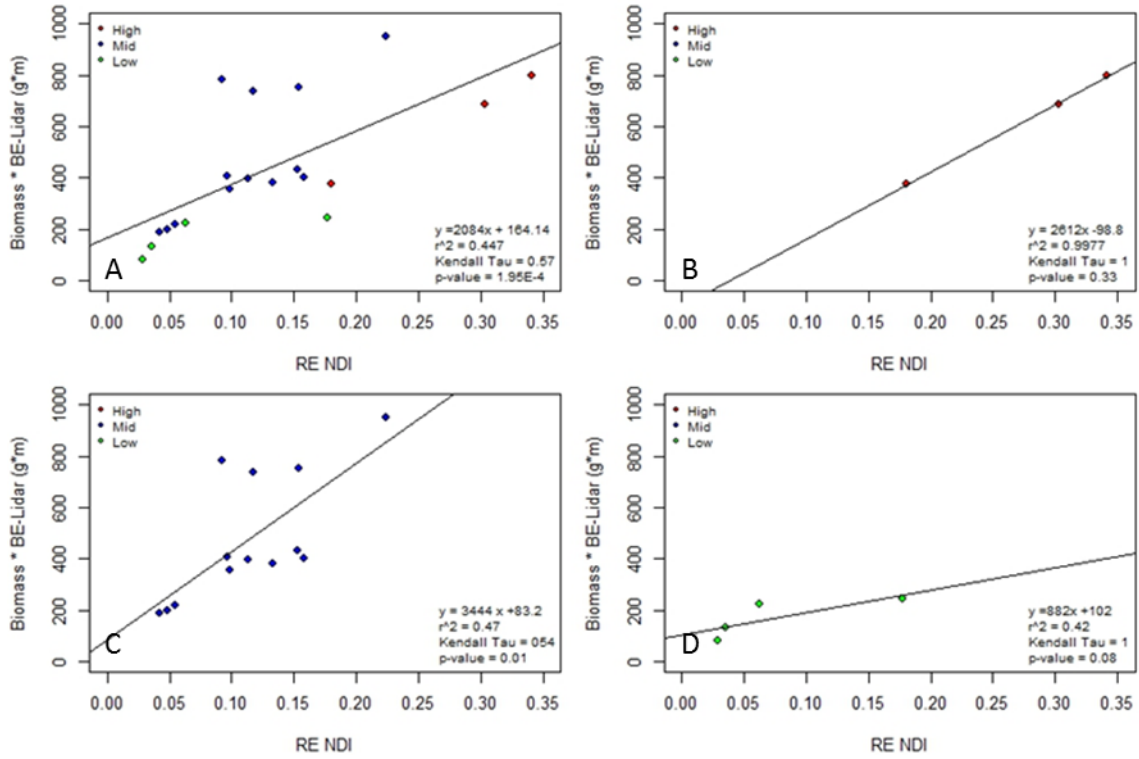 Biomass * BE-Lidar (g*m)
1000
800
600
400
200
0
High
Mid
Low
A
y =2084x + 164.14
r^2 = 0.447
Kendall Tau = 0.57
p-value = 1.95E-4
0.00 0.05 0.10 0.15 0.20 0.25 0.30 0.35
RE NDI
Biomass * BE-Lidar (g*m)
1000
800
600
400
200
0
High
Mid
Low
B
y = 2612x -98.8
r^2 = 0.9977
Kendall Tau = 1
p-value = 0.33
0.00 0.05 0.10 0.15 0.20 0.25 0.30 0.35
RE NDI
Biomass * BE-Lidar (g*m)
1000
800
600
400
200
0
High
Mid
Low
C
y = 3444 x +83.2
r^2 = 0.47
Kendall Tau = 054
p-value = 0.01
0.00 0.05 0.10 0.15 0.20 0.25 0.30 0.35
RE NDI
Biomass * BE-Lidar (g*m)
1000
800
600
400
200
0
High
Mid
Low
D
y =882x +102
r^2 = 0.42
Kendall Tau = 1
p-value = 0.08
0.00 0.05 0.10 0.15 0.20 0.25 0.30 0.35
RE NDI